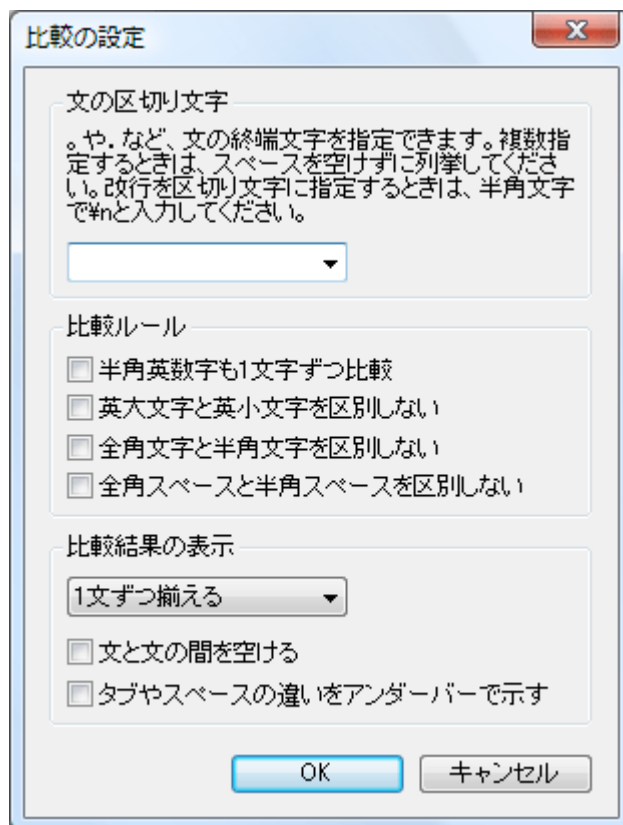 比較の設定
文の区切り文字
。や．など、文の終端文字を指定できます。複数指
定するときは、スペースを空けずに列挙してくださ
い。改行を区切り文字に指定するときは、半角文字
で¥nと入力してください。
比較ルール
半角英数字も1文字ずつ比較
英大文字と英小文字を区別しない
全角文字と半角文字を区別しない
全角スペースと半角スペースを区別しない
比較結果の表示
1文ずつ揃える
文と文の間を空ける
タブやスペースの違いをアンダーバーで示す
OK キャンセル